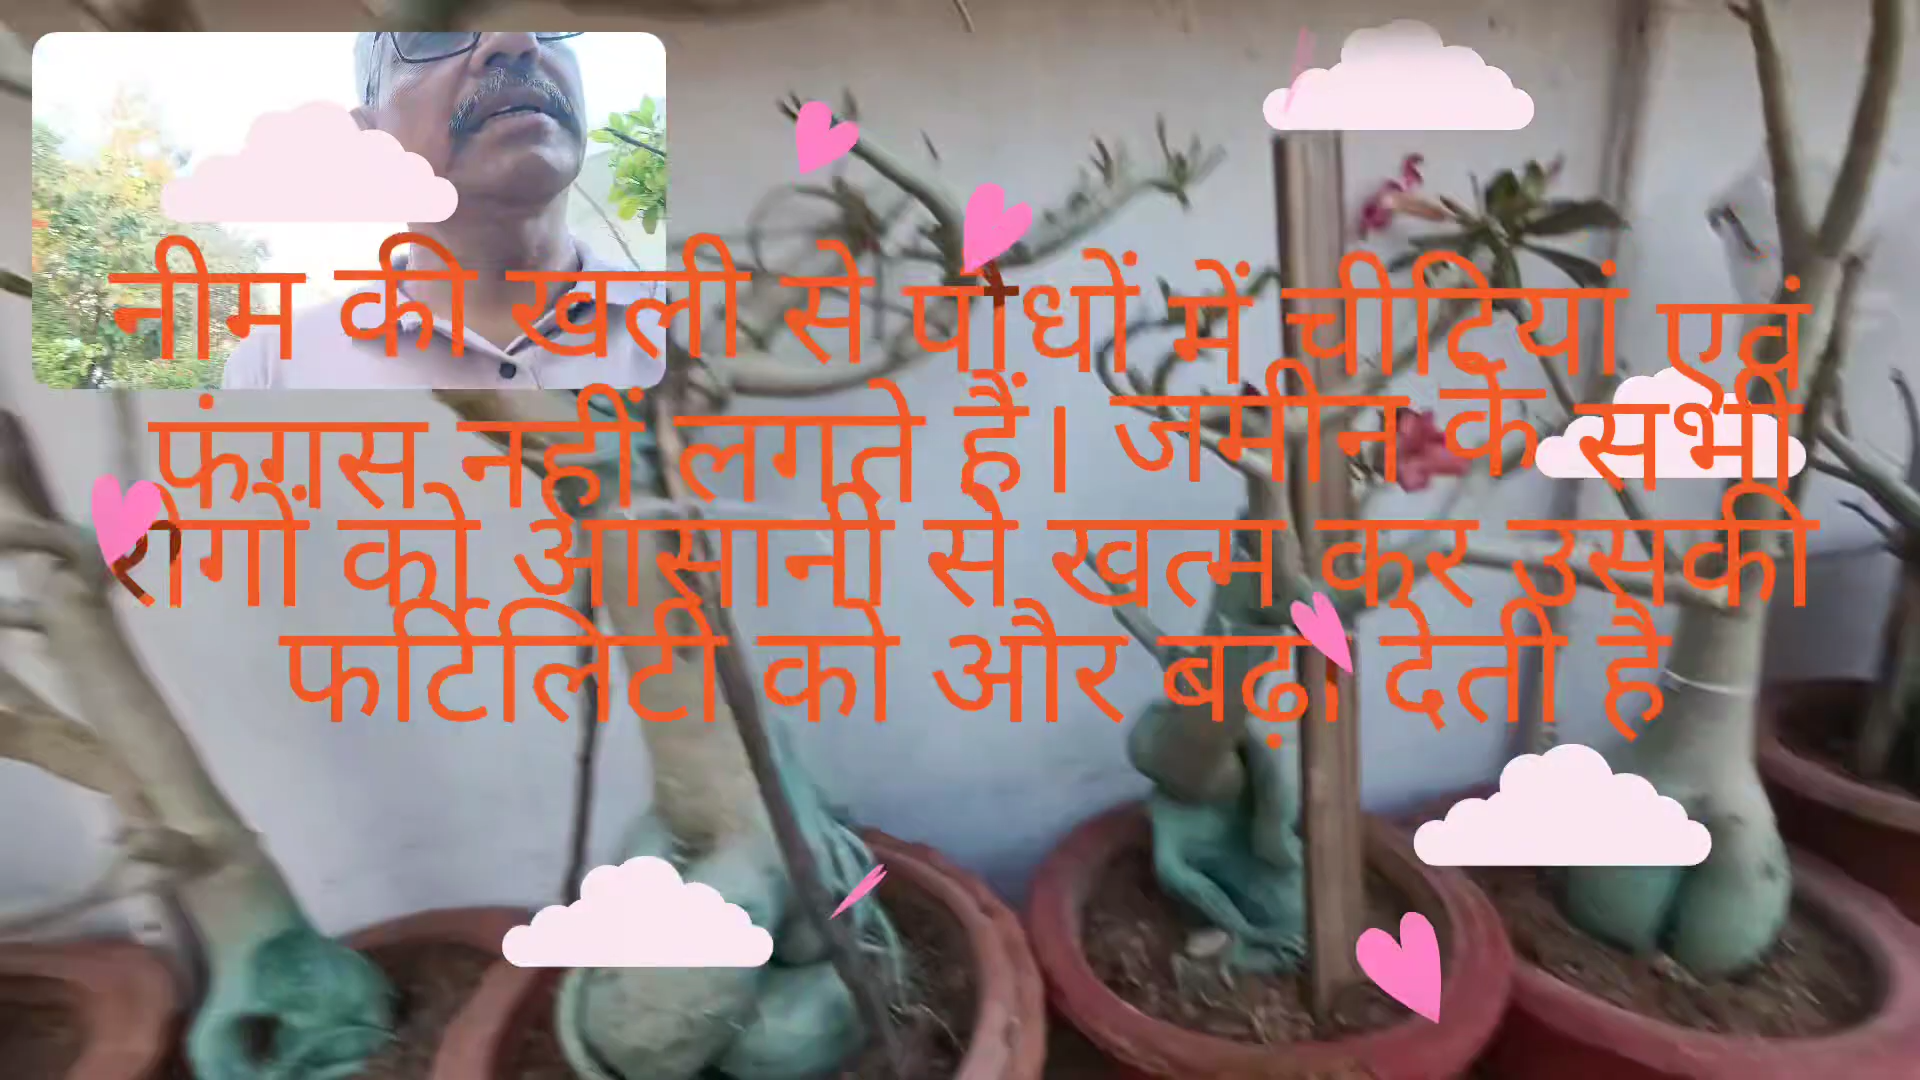 नीम की खली से पौधों में चीटियां एवं
फंगस नहीं लगते हैं। जमीन के सभी
रोगों को आसानी से खत्म कर उसकी
फर्टिलिटी को और बढ़ा देती है